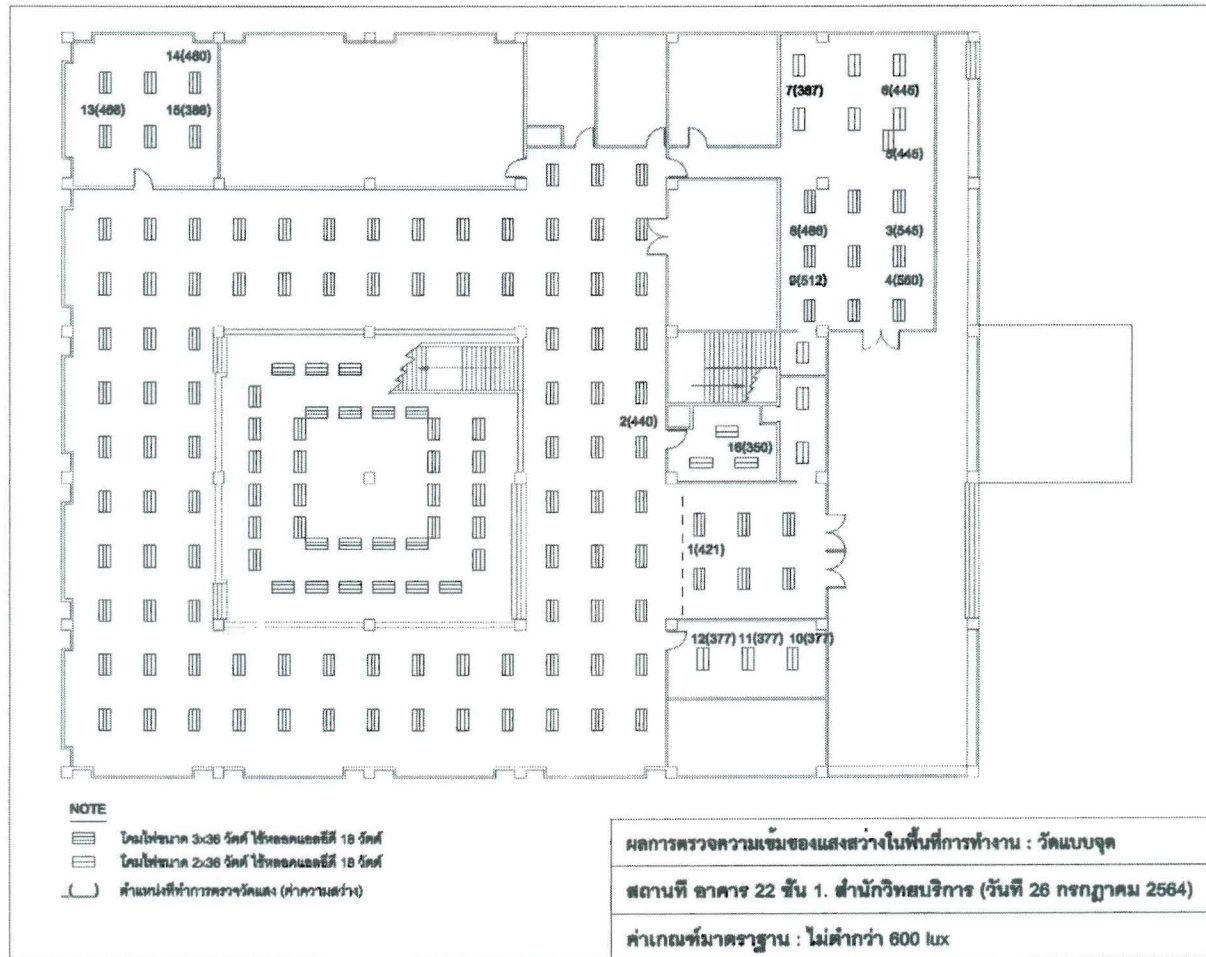 14(480)
13(466) 15(386)
7(387) 6(445)
5(445)
8(486) 3(545)
9(512) 4(560)
2(440)
16(350)
1(421)
12(377) 11(377) 10(377)
NOTE
โคมไฟขนาด 3x36 วัตต์ ใช้หลอดแอลอีดี 18 วัตต์
โคมไฟขนาด 2x36 วัตต์ ใช้หลอดแอลอีดี 18 วัตต์
_(_) ตำแหน่งที่ทำการตรวจวัดแสง (ค่าความสว่าง)
ผลการตรวจความเข้มของแสงสว่างในพื้นที่การทำงาน : วัดแบบจุด
สถานที่ อาคาร 22 ชั้น 1. สำนักวิทยบริการ (วันที่ 26 กรกฎาคม 2564)
ค่าเกณฑ์มาตราฐาน : ไม่ต่ำกว่า 600 lux